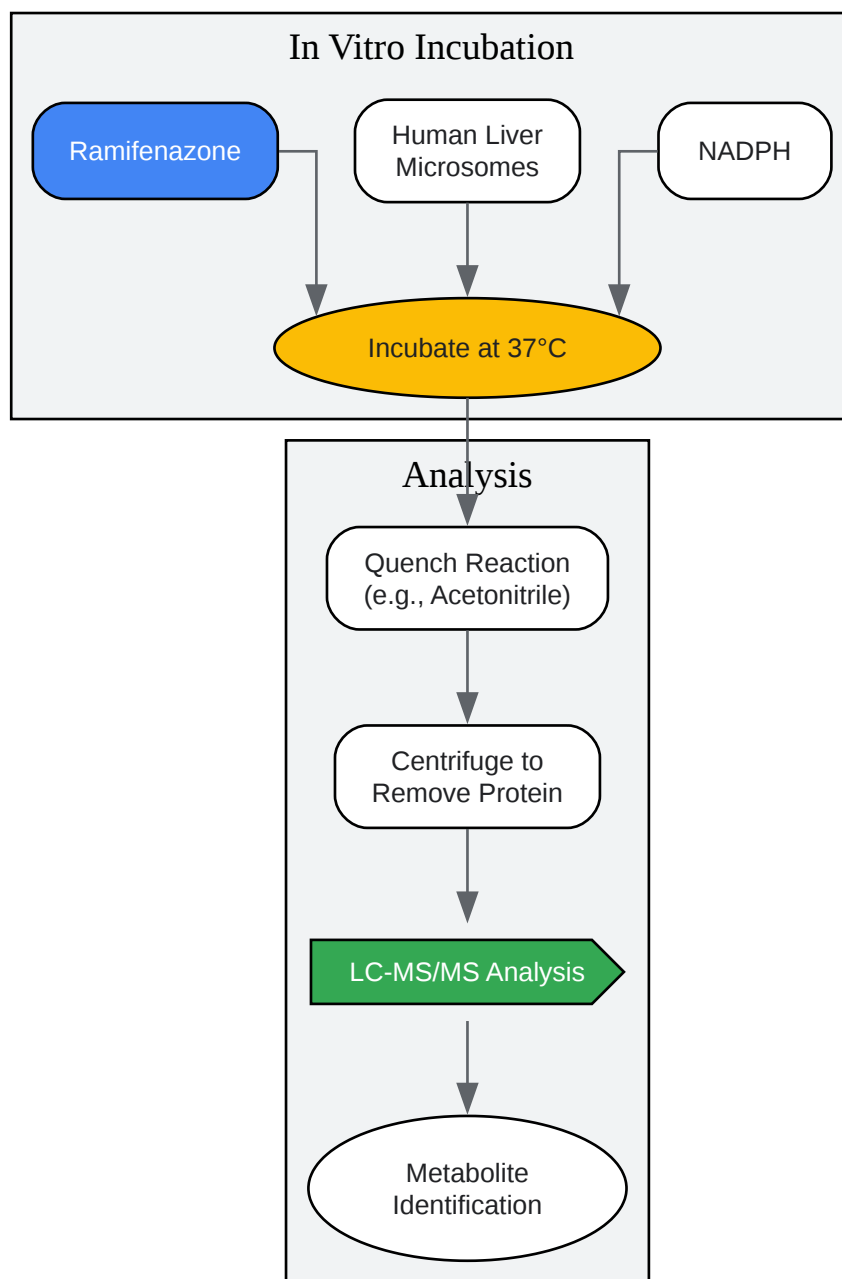 In Vitro Incubation
Ramifenazone
Human Liver
Microsomes
NADPH
Incubate at 37°C
Analysis
Quench Reaction
(e.g., Acetonitrile)
Centrifuge to
Remove Protein
LC-MS/MS Analysis
Metabolite
Identification